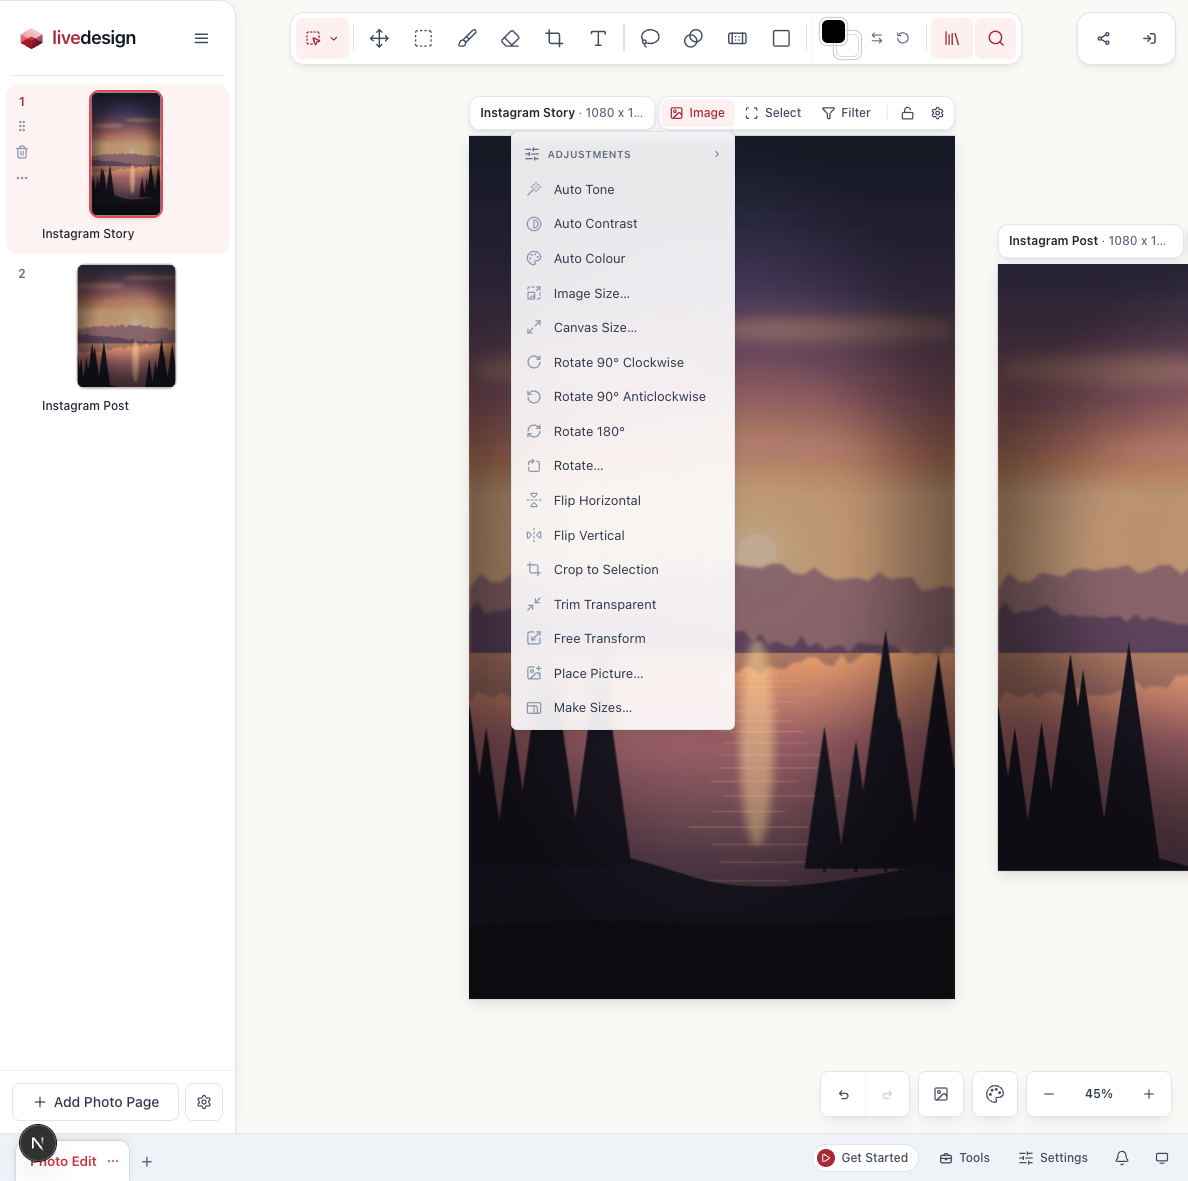 livedesign
1
Instagram Story
2
Instagram Post
Add Photo Page
Instagram Story · 1080 x 1...
Image
Select
Filter
ADJUSTMENTS
Auto Tone
Auto Contrast
Auto Colour
Image Size...
Canvas Size...
Rotate 90° Clockwise
Rotate 90° Anticlockwise
Rotate 180°
Rotate...
Flip Horizontal
Flip Vertical
Crop to Selection
Trim Transparent
Free Transform
Place Picture...
Make Sizes...
Instagram Post · 1080 x 1...
45%
N
Photo Edit
Get Started
Tools
Settings